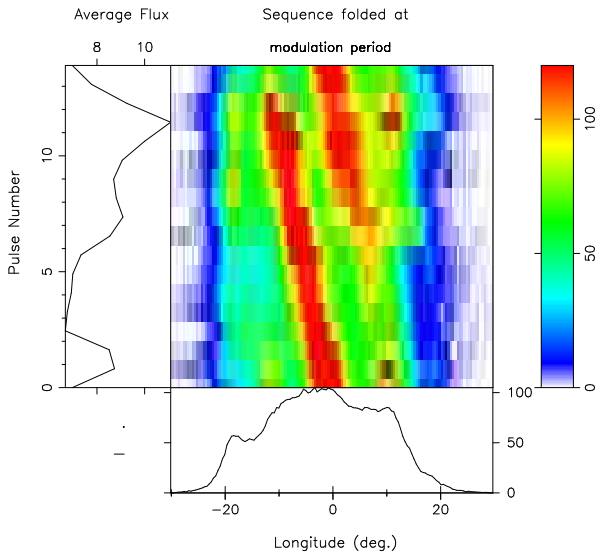 Average Flux
Sequence folded at
8 10
modulation period
100
50
0
10
5
0
Pulse Number
100
50
0
−20 0 20
Longitude (deg.)